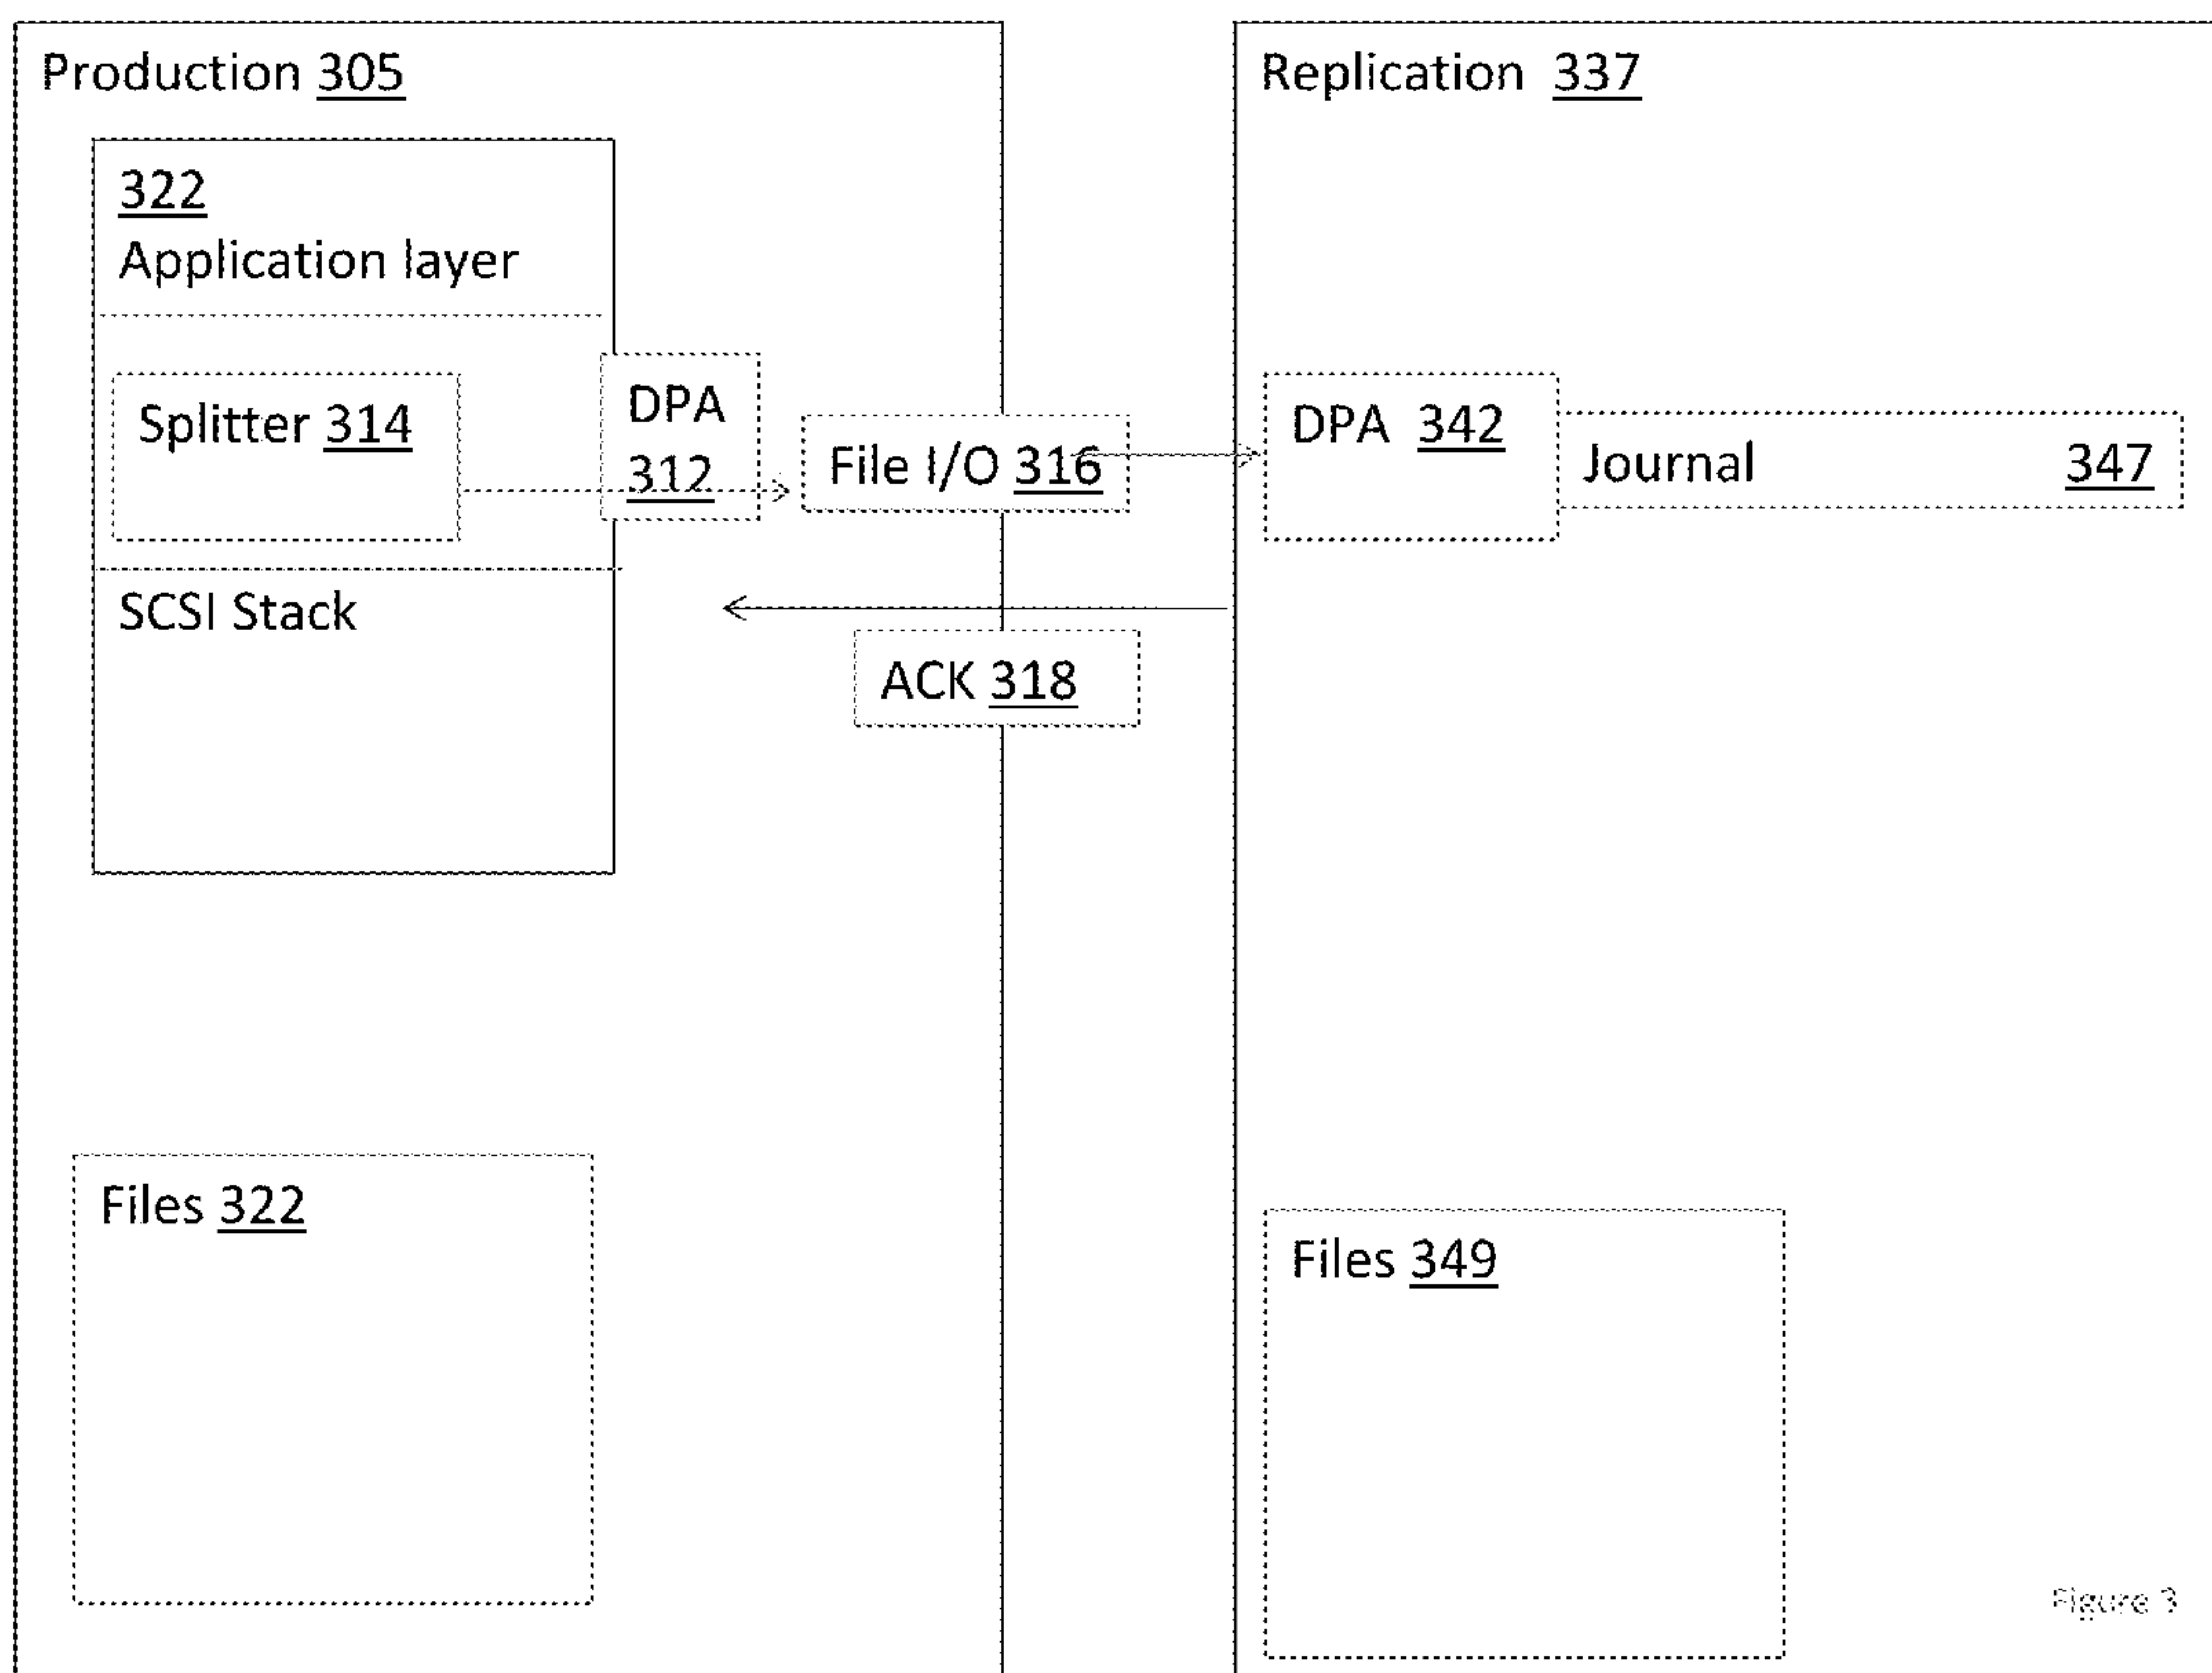 Production 305
322
Application layer
Splitter 314
DPA
312
File I/O 316
SCSI Stack
ACK 318
Files 322
Replication 337
DPA 342
Journal 347
Files 349
Figure 3